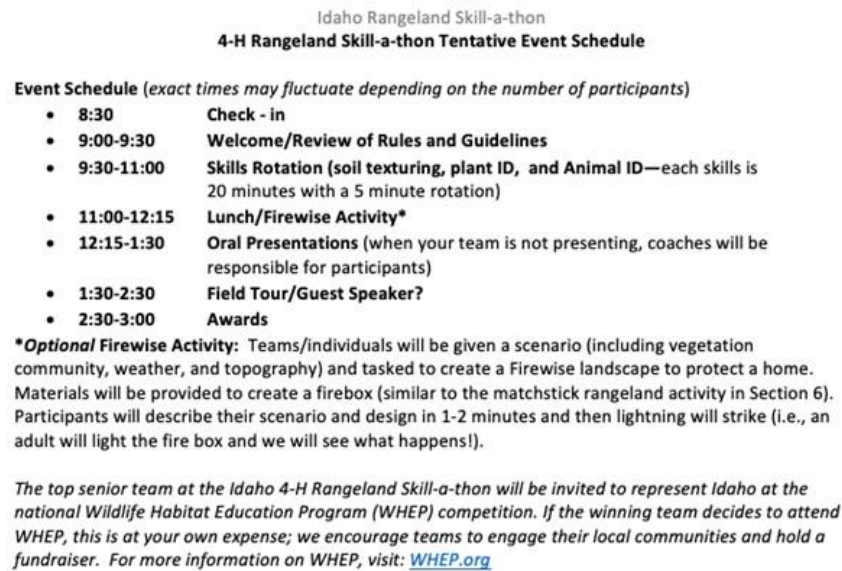 Idaho Rangeland Skill-a-thon
4-H Rangeland Skill-a-thon Tentative Event Schedule
Event Schedule (exact times may fluctuate depending on the number of participants)
• 8:30 Check - in
• 9:00-9:30 Welcome/Review of Rules and Guidelines
• 9:30-11:00 Skills Rotation (soil texturing, plant ID, and Animal ID—each skills is
20 minutes with a 5 minute rotation)
• 11:00-12:15 Lunch/Firewise Activity*
• 12:15-1:30 Oral Presentations (when your team is not presenting, coaches will be
responsible for participants)
• 1:30-2:30 Field Tour/Guest Speaker?
• 2:30-3:00 Awards
*Optional Firewise Activity: Teams/individuals will be given a scenario (including vegetation
community, weather, and topography) and tasked to create a Firewise landscape to protect a home.
Materials will be provided to create a firebox (similar to the matchstick rangeland activity in Section 6).
Participants will describe their scenario and design in 1-2 minutes and then lightning will strike (i.e., an
adult will light the fire box and we will see what happens!).
The top senior team at the Idaho 4-H Rangeland Skill-a-thon will be invited to represent Idaho at the
national Wildlife Habitat Education Program (WHEP) competition. If the winning team decides to attend
WHEP, this is at your own expense; we encourage teams to engage their local communities and hold a
fundraiser. For more information on WHEP, visit: WHEP.org